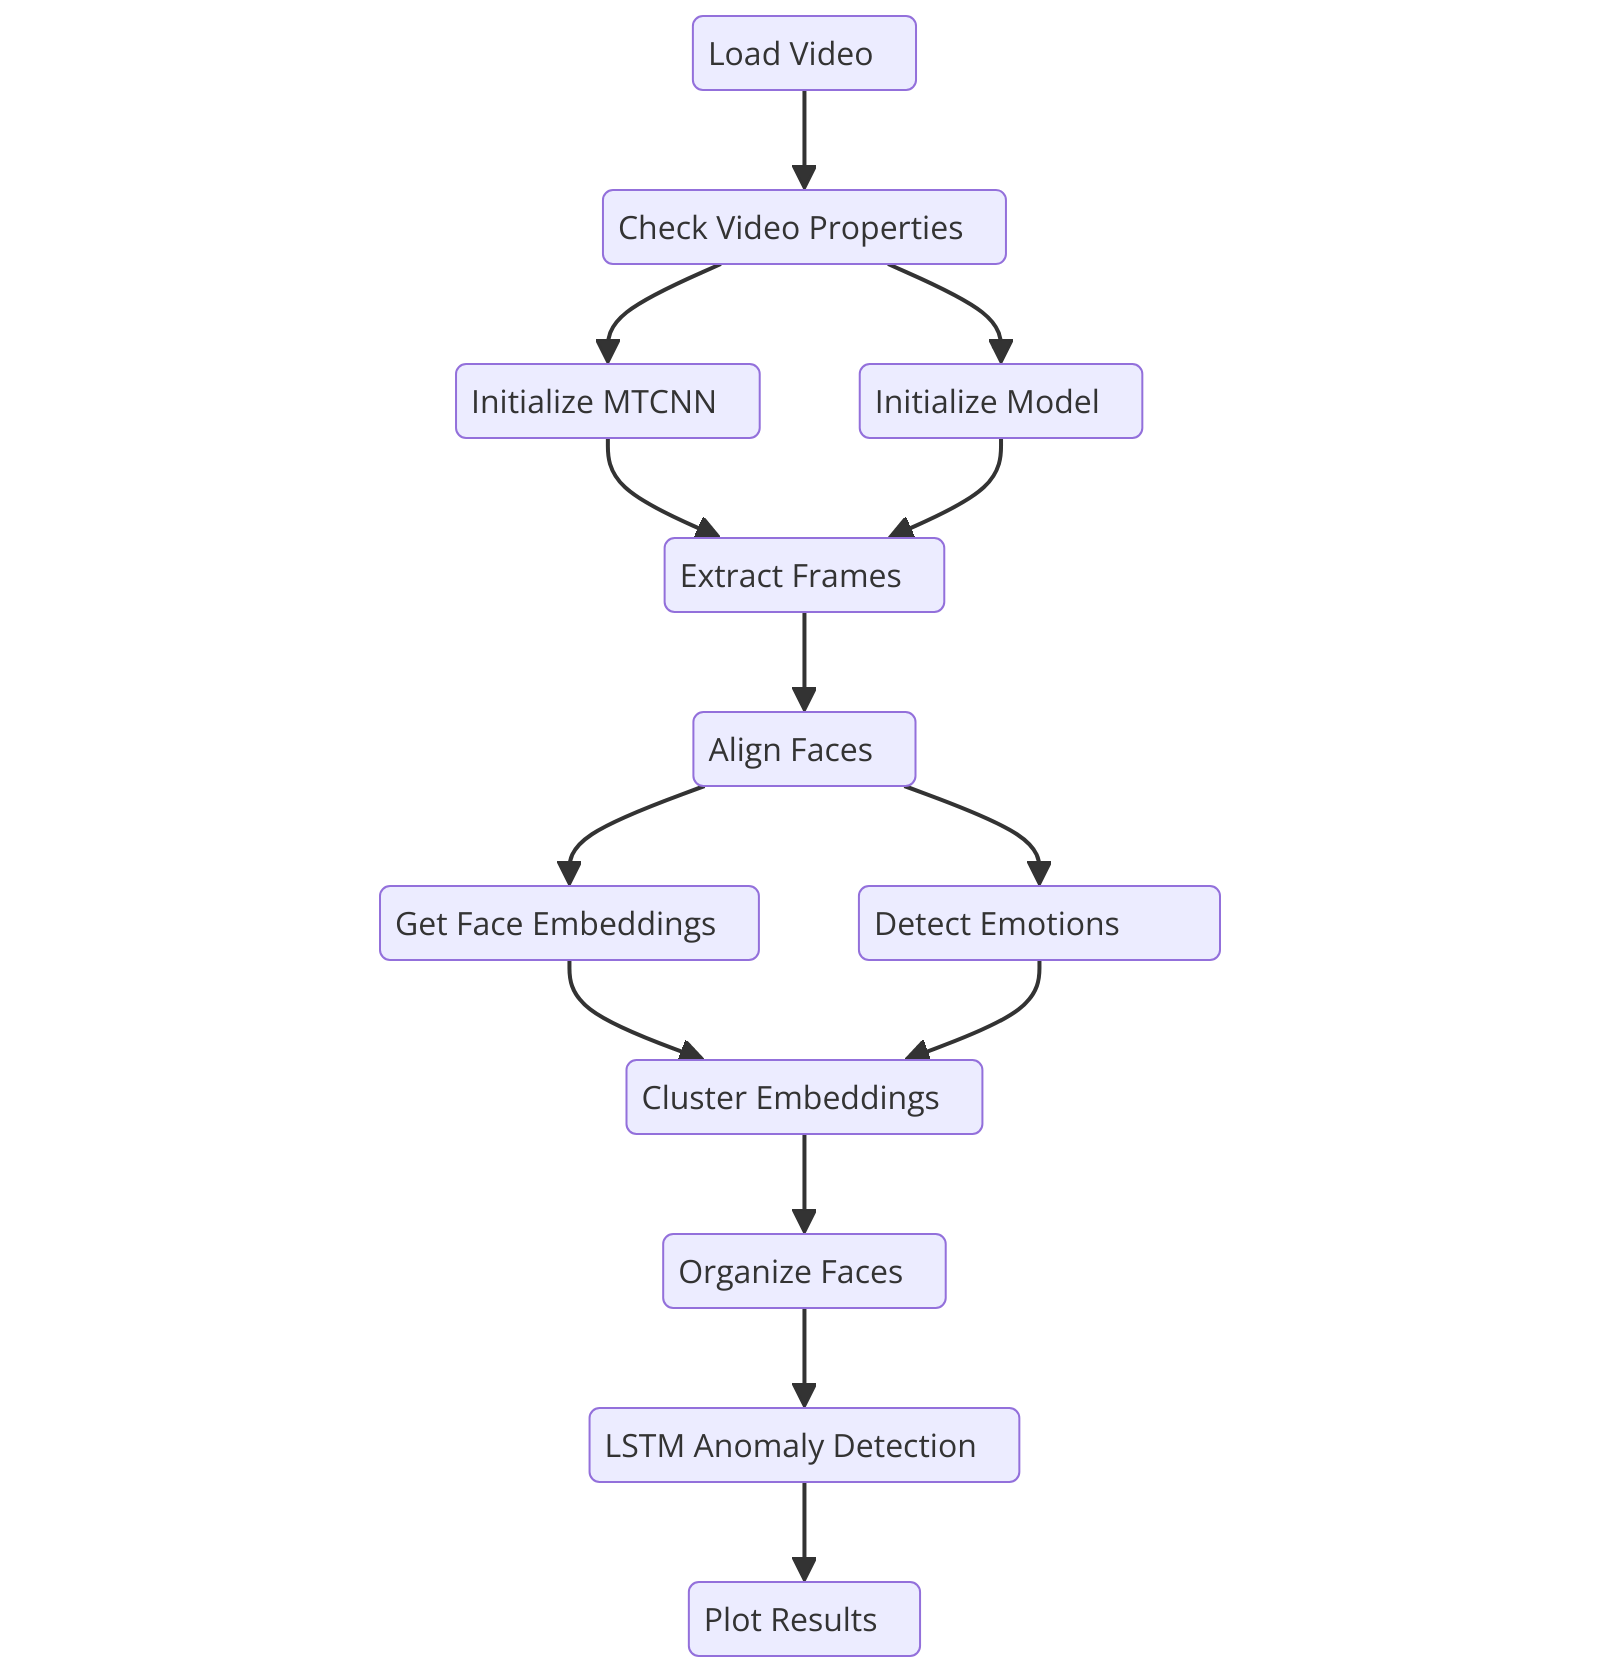 Load Video
Check Video Properties
Initialize MTCNN
Initialize Model
Extract Frames
Align Faces
Get Face Embeddings
Detect Emotions
Cluster Embeddings
Organize Faces
LSTM Anomaly Detection
Plot Results